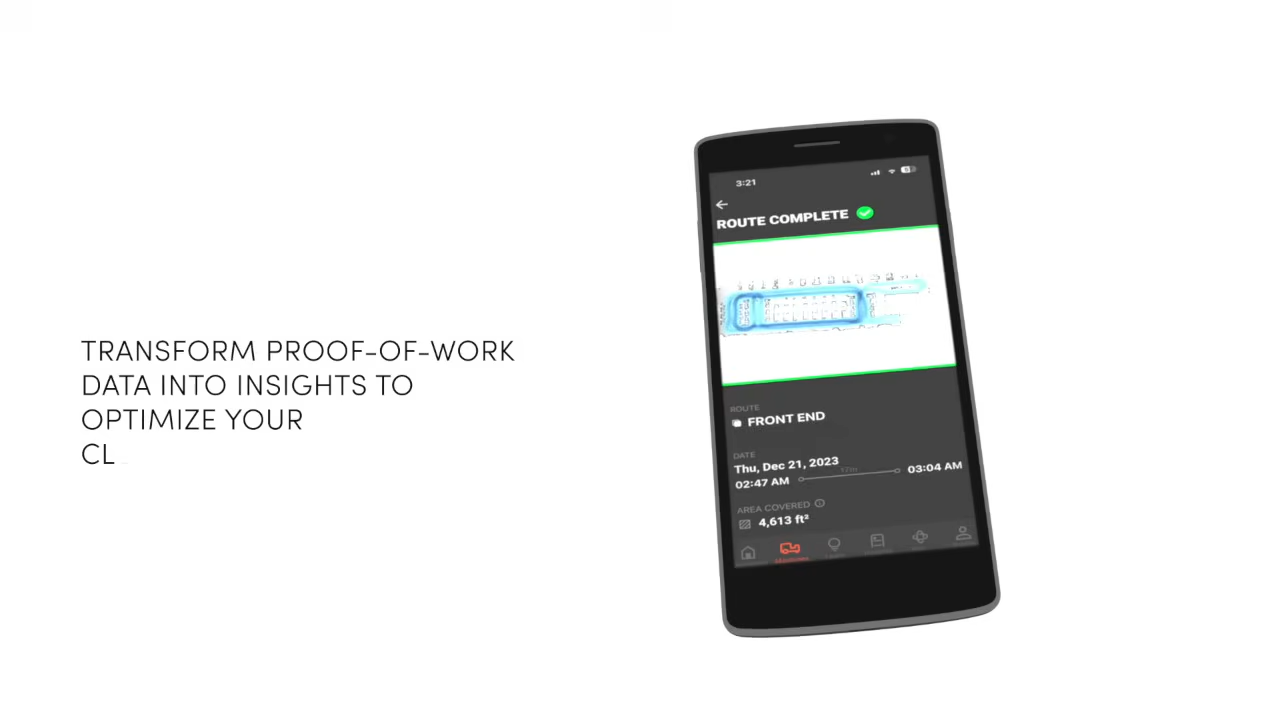 TRANSFORM PROOF-OF-WORK
DATA INTO INSIGHTS TO
OPTIMIZE YOUR
CL
3:21
ROUTE COMPLETE
ROUTE
FRONT END
DATE
Thu, Dec 21, 2023
02:47 AM
03:04 AM
AREA COVERED
4,613 ft²